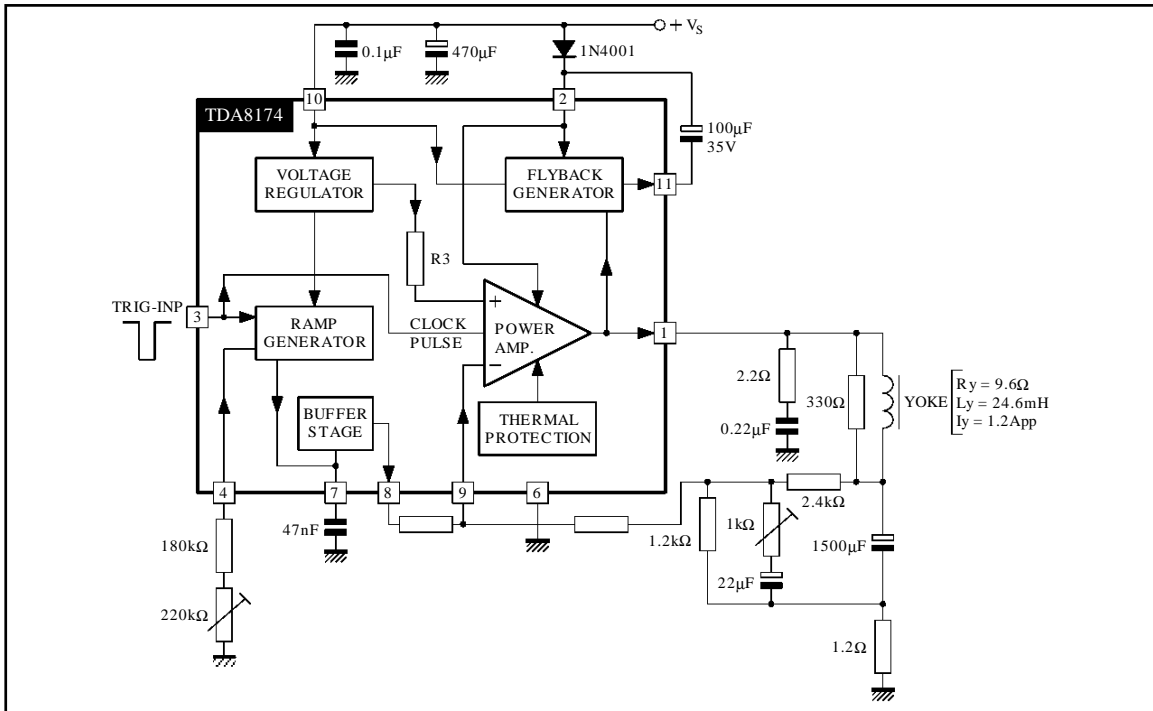 + VS
0.1µF
470µF
1N4001
10
2
TDA8174
100µF
35V
VOLTAGE
REGULATOR
FLYBACK
GENERATOR
11
R3
TRIG-INP
3
RAMP
GENERATOR
CLOCK
PULSE
+
POWER
AMP.
−
1
2.2Ω
330Ω
YOKE
Ry = 9.6Ω
Ly = 24.6mH
Iy = 1.2App
0.22µF
BUFFER
STAGE
THERMAL
PROTECTION
4
7
8
9
6
2.4kΩ
47nF
180kΩ
1.2kΩ
1kΩ
1500µF
22µF
220kΩ
1.2Ω